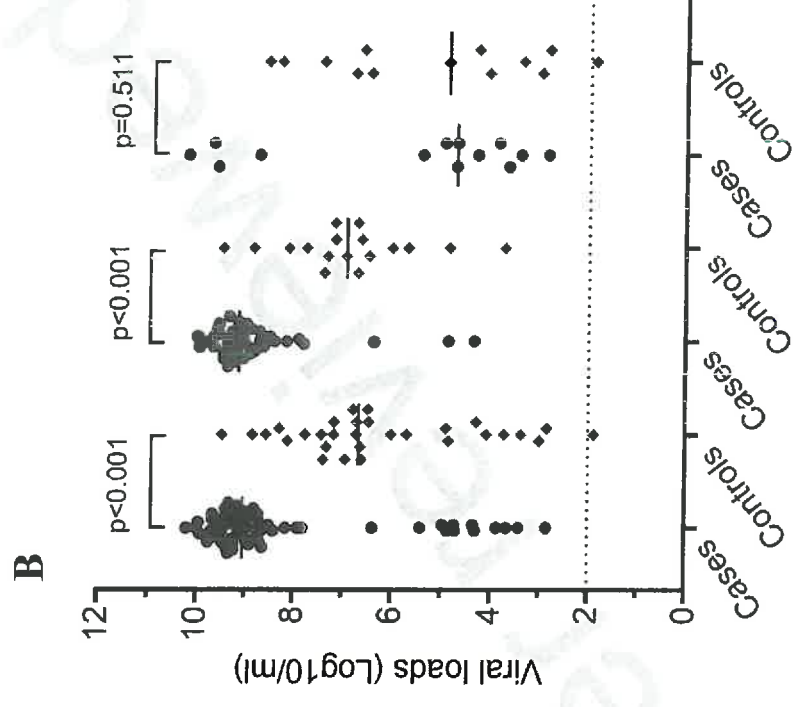 B
p<0.001
p<0.001
p=0.511
12
10
8
6
4
2
0
Viral loads (Log10/ml)
Cases
Controls
Cases
Controls
Cases
Controls